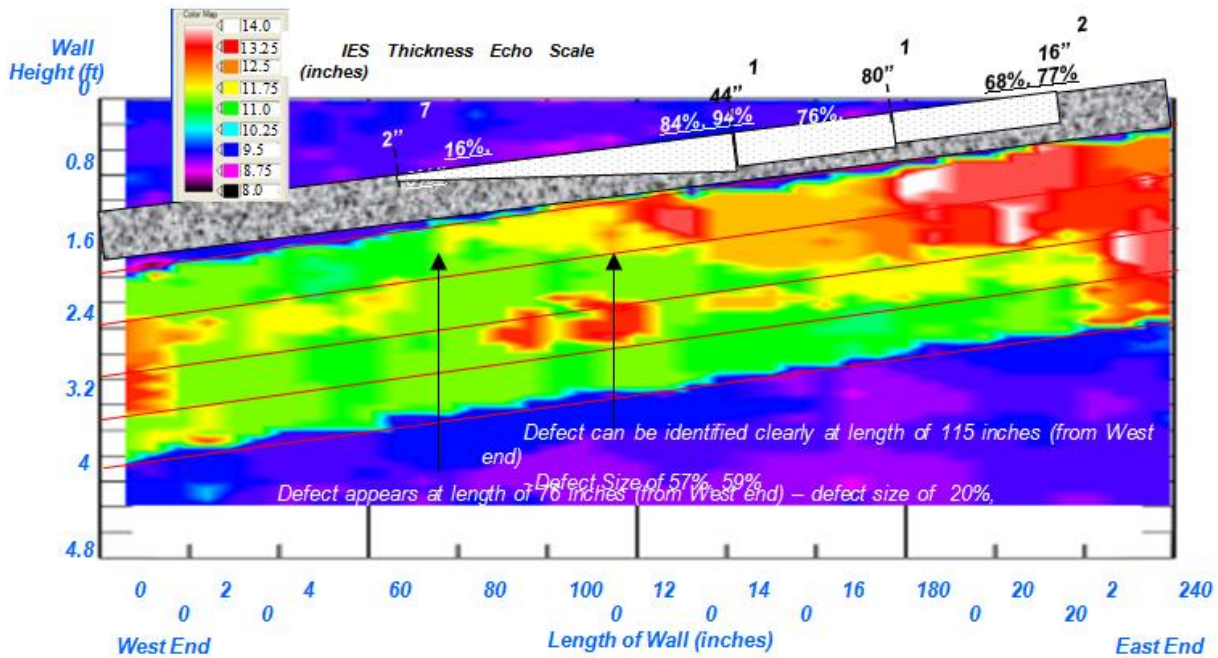 Color Map
14.0
13.25
12.5
11.75
11.0
10.25
9.5
8.75
8.0
IES Thickness Echo Scale
(inches)
Wall
Height (ft)
0
0.8
1.6
2.4
3.2
4
4.8
7
2”
16%,
1
44”
84%, 94%
76%,
1
80”
2
16”
68%, 77%
Defect can be identified clearly at length of 115 inches (from West
end)
-Defect Size of 57%, 59%
Defect appears at length of 76 inches (from West end) – defect size of 20%,
0 2 4 60 80 100 12 14 16 180 20 2 240
0 0 0 0 0 0 20
West End
Length of Wall (inches)
East End